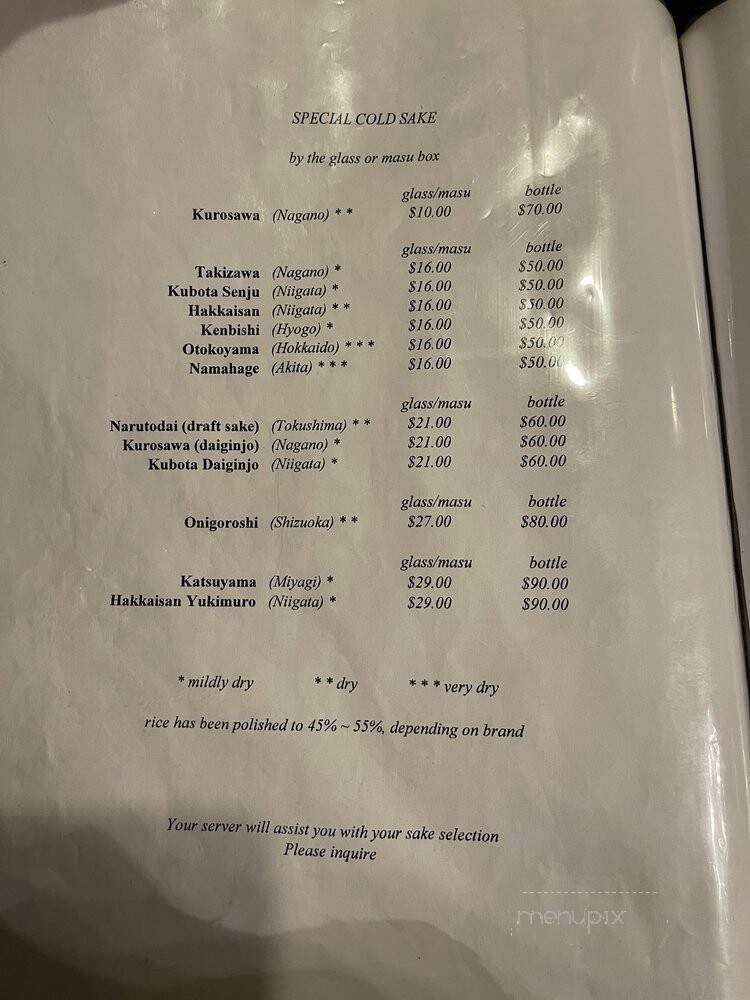 SPECIAL COLD SAKE
by the glass or masu box
glass/masu bottle
Kurosawa (Nagano) * * $10.00 $70.00
glass/masu bottle
Takizawa (Nagano) * $16.00 $50.00
Kubota Senju (Niigata) * $16.00 $50.00
Hakkaisan (Niigata) * * $16.00 $50.00
Kenbishi (Hyogo) * $16.00 $50.00
Otokoyama (Hokkaido) * * * $16.00 $50.00
Namahage (Akita) * * * $16.00 $50.00
glass/masu bottle
Narutodai (draft sake) (Tokushima) * * $21.00 $60.00
Kurosawa (daiginjo) (Nagano) * $21.00 $60.00
Kubota Daiginjo (Niigata) * $21.00 $60.00
glass/masu bottle
Onigoroshi (Shizuoka) * * $27.00 $80.00
glass/masu bottle
Katsuyama (Miyagi) * $29.00 $90.00
Hakkaisan Yukimuro (Niigata) * $29.00 $90.00
* mildly dry * * dry * * * very dry
rice has been polished to 45% ~ 55%, depending on brand
Your server will assist you with your sake selection
Please inquire
menupix